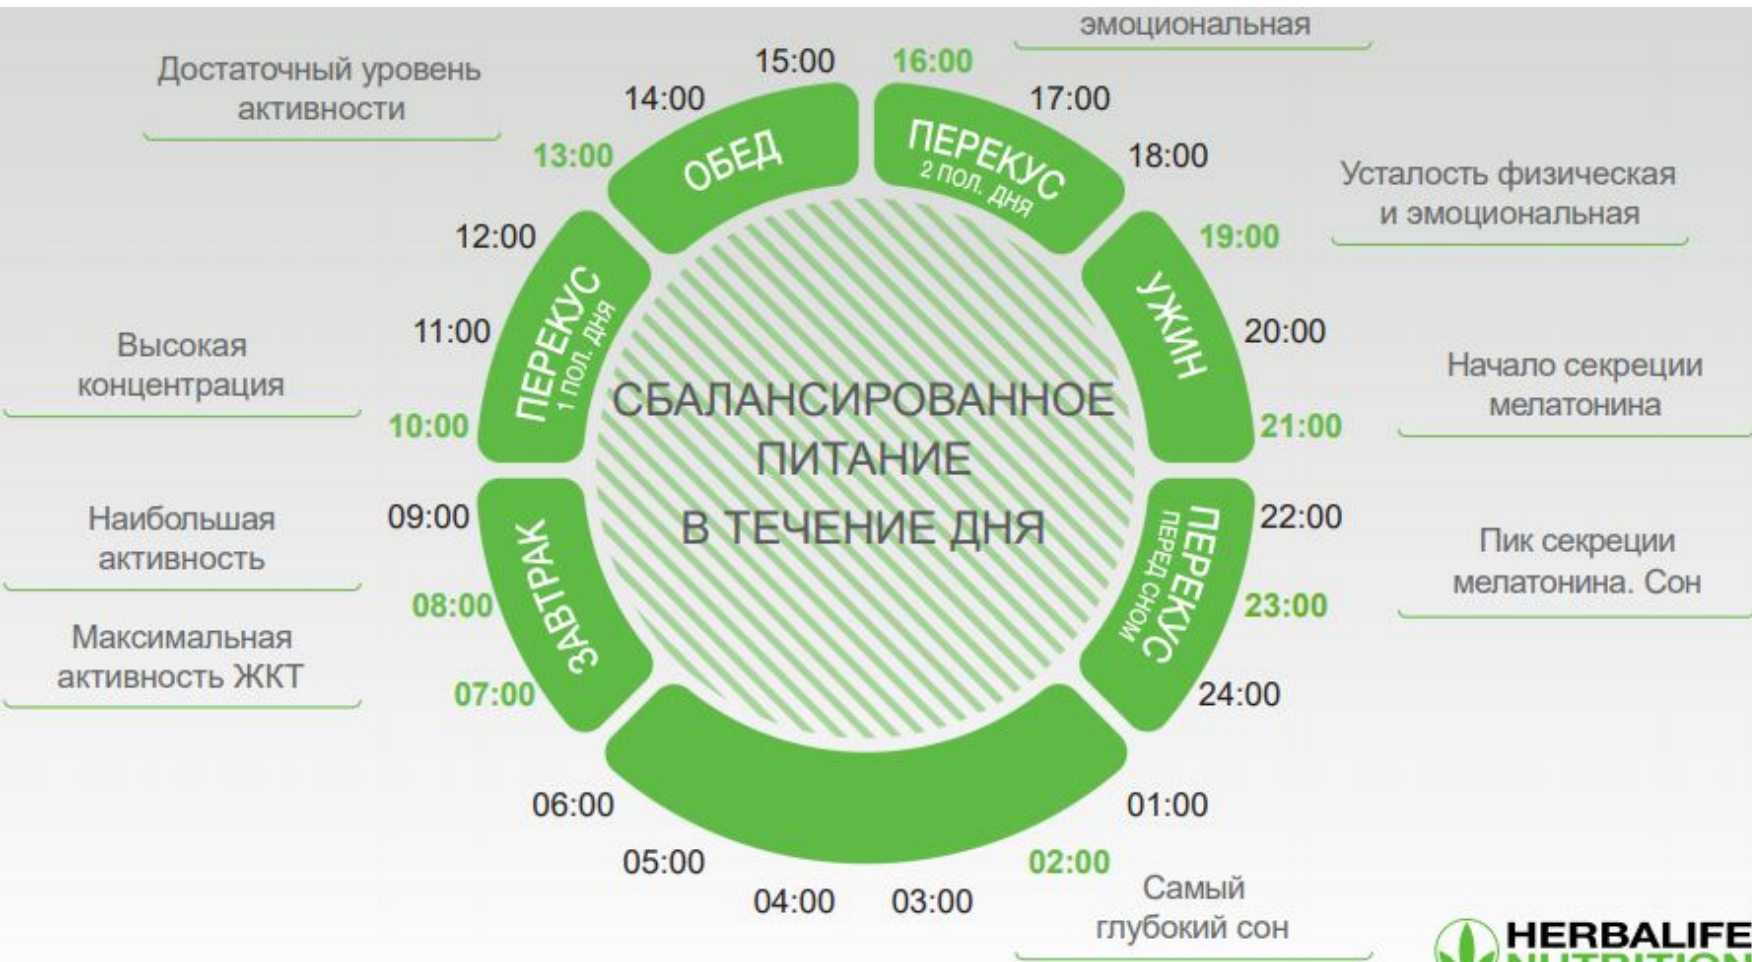 эмоциональная
Достаточный уровень
активности
15:00
16:00
14:00
17:00
13:00
18:00
ОБЕД
ПЕРЕКУС
2 ПОЛ. ДНЯ
Усталость физическая
и эмоциональная
12:00
19:00
ПЕРЕКУС
1 ПОЛ. ДНЯ
УЖИН
11:00
20:00
Высокая
концентрация
Начало секреции
мелатонина
10:00
21:00
СБАЛАНСИРОВАННОЕ
ПИТАНИЕ
В ТЕЧЕНИЕ ДНЯ
Наибольшая
активность
09:00
22:00
ЗАВТРАК
ПЕРЕКУС
ПЕРЕД СНОМ
Пик секреции
мелатонина. Сон
08:00
23:00
Максимальная
активность ЖКТ
07:00
24:00
06:00
01:00
05:00
02:00
04:00
03:00
Самый
глубокий сон
HERBALIFE
NUTRITION